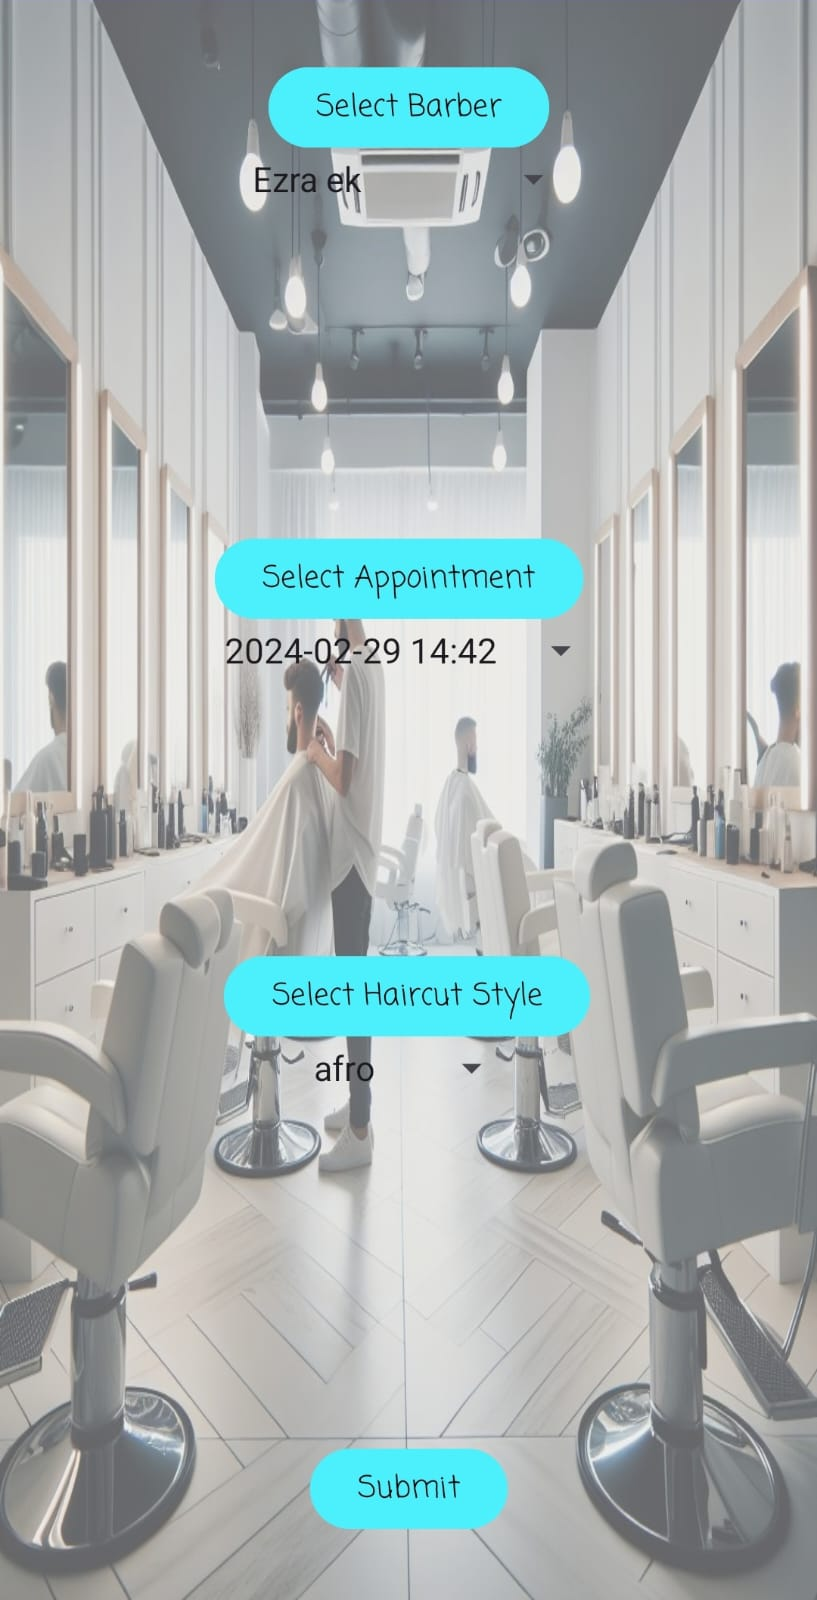 Select Barber
Ezra ek
Select Appointment
2024-02-29 14:42
Select Haircut Style
afro
Submit